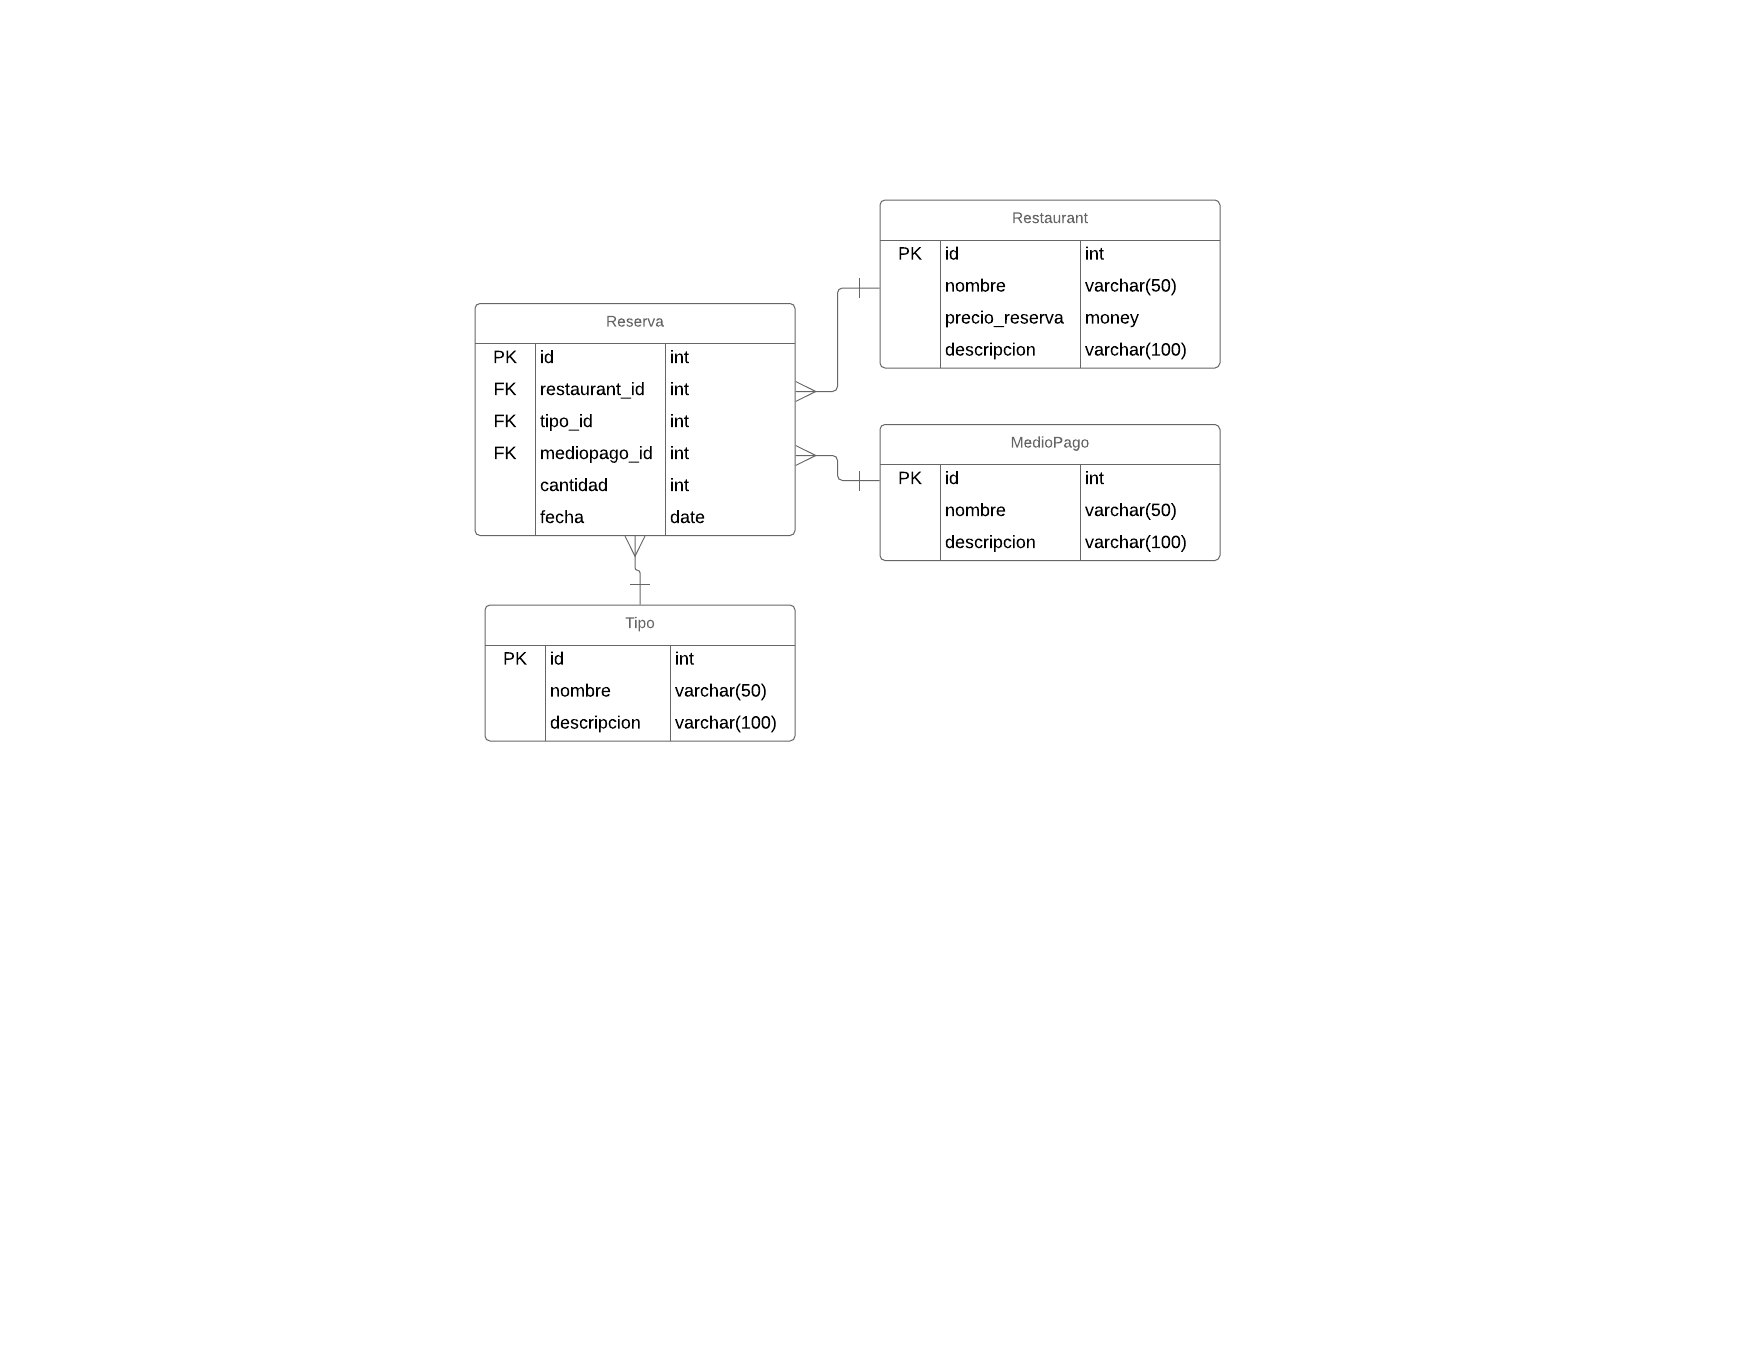 Restaurant
PK id int
nombre varchar(50)
precio_reserva money
descripcion varchar(100)
Reserva
PK id int
FK restaurant_id int
FK tipo_id int
FK mediopago_id int
cantidad int
fecha date
MedioPago
PK id int
nombre varchar(50)
descripcion varchar(100)
Tipo
PK id int
nombre varchar(50)
descripcion varchar(100)